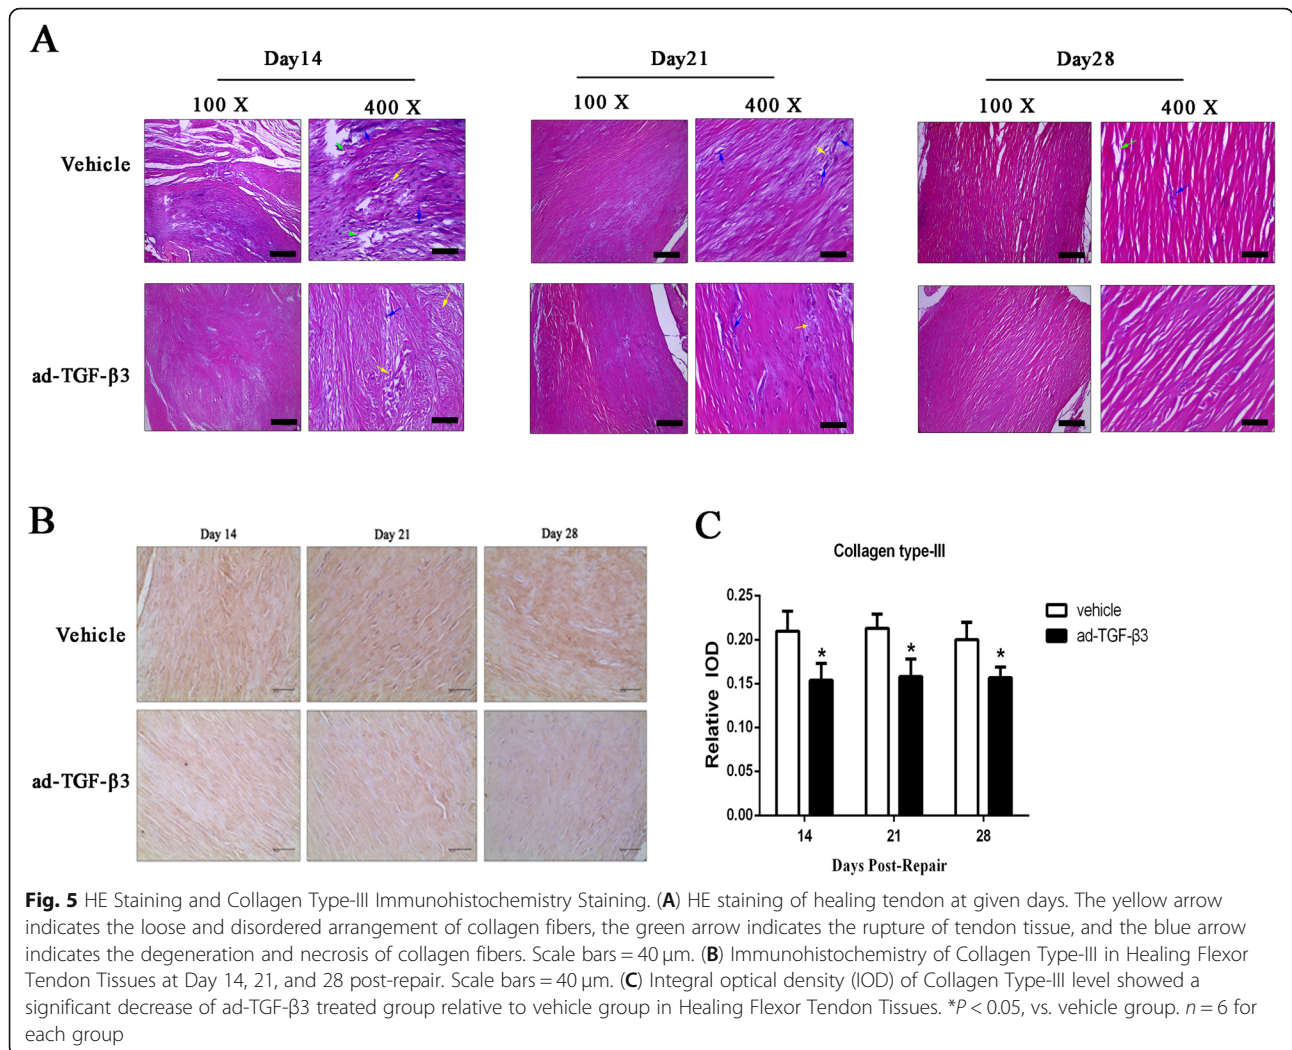 A
Day14
Day21
Day28
100 X
400 X
100 X
400 X
100 X
400 X
Vehicle
ad-TGF-β3
B
Day 14
Day 21
Day 28
Vehicle
ad-TGF-β3
C
Collagen type-III
Relative IOD
0.25
0.20
0.15
0.10
0.05
0.00
*
*
*
14
21
28
Days Post-Repair
vehicle
ad-TGF-β3
Fig. 5 HE Staining and Collagen Type-III Immunohistochemistry Staining. (A) HE staining of healing tendon at given days. The yellow arrow
indicates the loose and disordered arrangement of collagen fibers, the green arrow indicates the rupture of tendon tissue, and the blue arrow
indicates the degeneration and necrosis of collagen fibers. Scale bars = 40 μm. (B) Immunohistochemistry of Collagen Type-III in Healing Flexor
Tendon Tissues at Day 14, 21, and 28 post-repair. Scale bars = 40 μm. (C) Integral optical density (IOD) of Collagen Type-III level showed a
significant decrease of ad-TGF-β3 treated group relative to vehicle group in Healing Flexor Tendon Tissues. *P < 0.05, vs. vehicle group. n = 6 for
each group